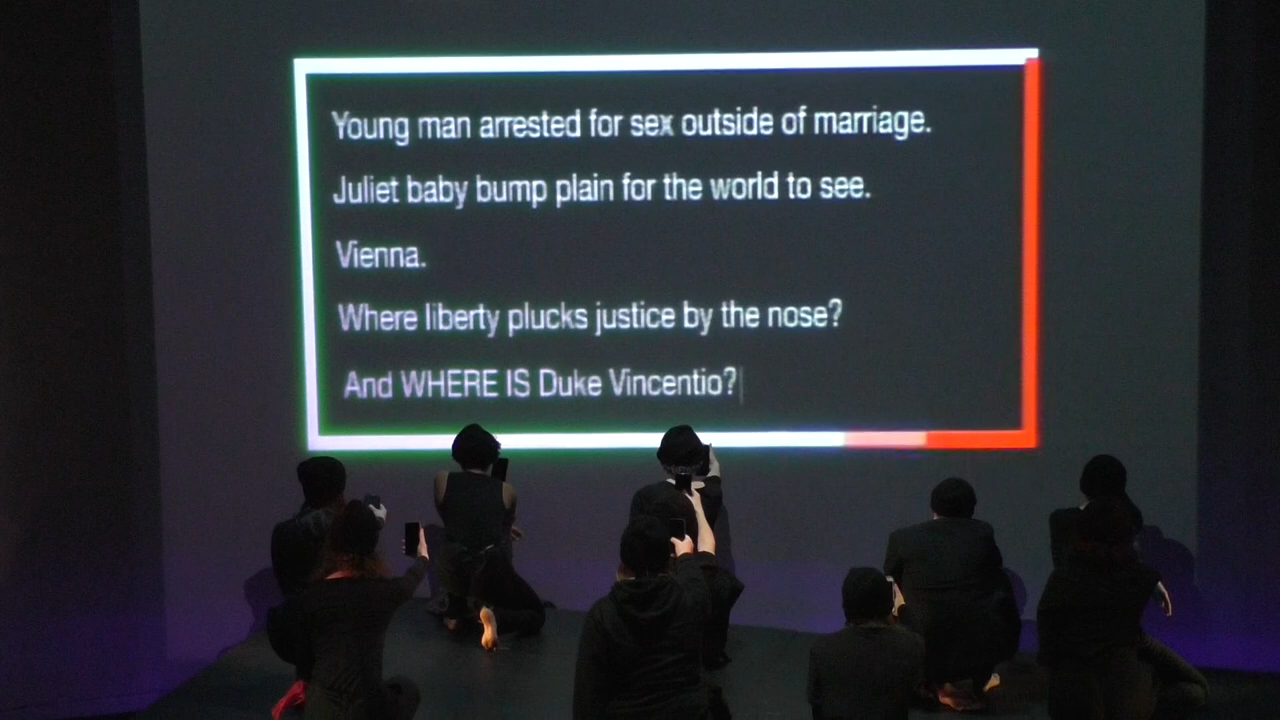 Young man arrested for sex outside of marriage.
Juliet baby bump plain for the world to see.
Vienna.
Where liberty plucks justice by the nose?
And WHERE IS Duke Vincentio?